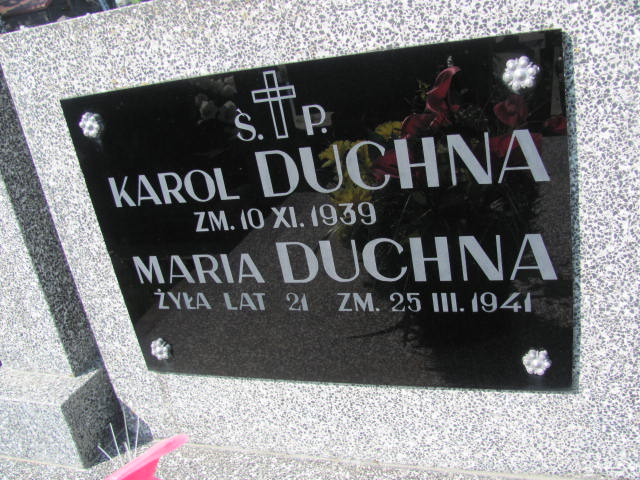 Ś. P.
KAROL DUCHNA
ZM. 10 XI. 1939
MARIA DUCHNA
ŻYŁA LAT 21 ZM. 25 III. 1941